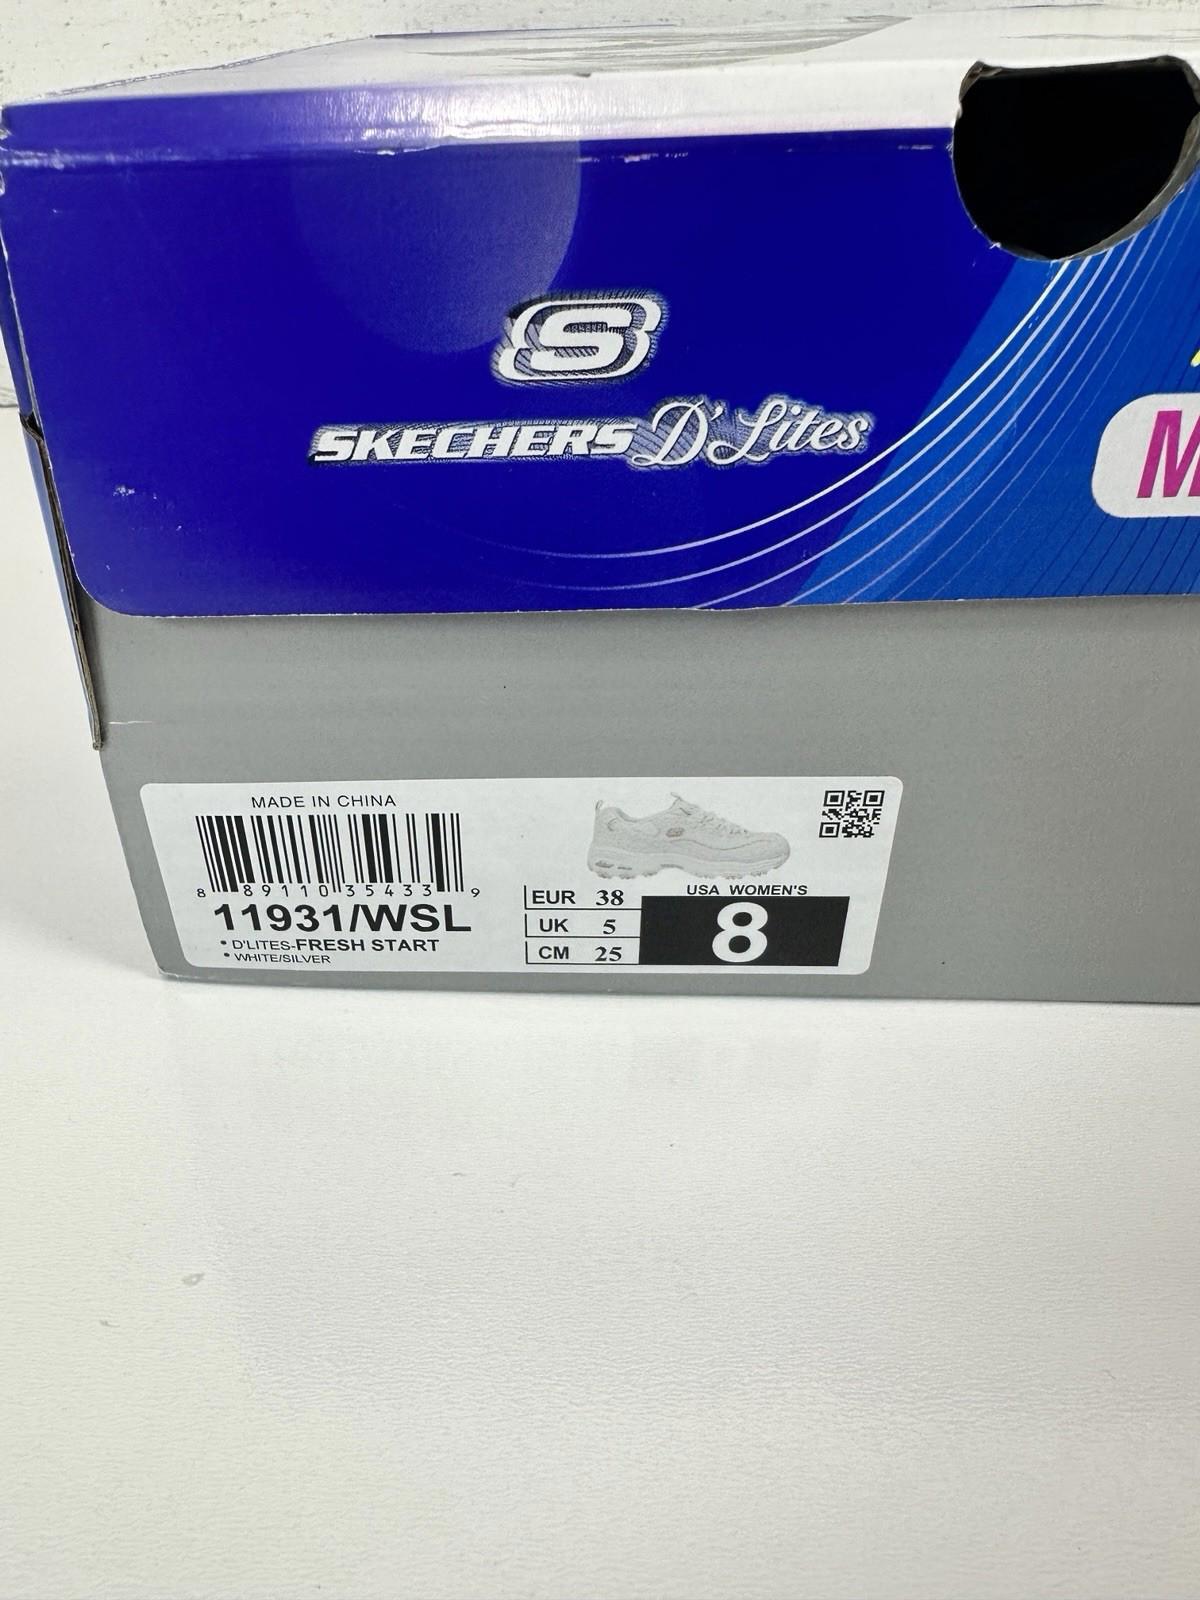 S
SKECHERS D'Lites
M
MADE IN CHINA
8 89110 35433 9
11931/WSL
• D'LITES-FRESH START
• WHITE/SILVER
EUR 38
UK 5
CM 25
USA WOMEN'S
8